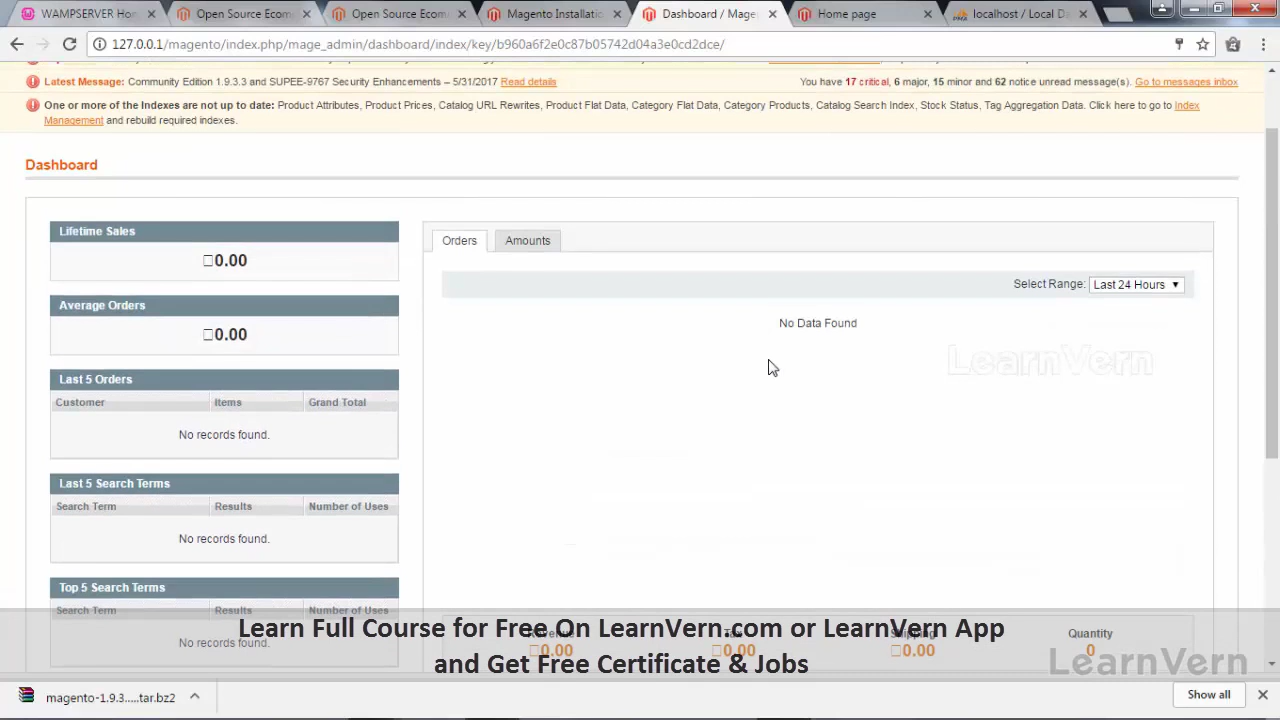 WAMPSERVER Hom
Open Source Ecom
Open Source Ecom
Magento Installatio
Dashboard / Mage
Home page
localhost / Local D
127.0.0.1/magento/index.php/mage_admin/dashboard/index/key/b960a6f2e0c87b05742d04a3e0cd2dce/
Latest Message: Community Edition 1.9.3.3 and SUPEE-9767 Security Enhancements – 5/31/2017 Read details
You have 17 critical, 6 major, 15 minor and 62 notice unread messages(s). Go to messages inbox
One or more of the Indexes are not up to date: Product Attributes, Product Prices, Catalog URL Rewrites, Product Flat Data, Category Flat Data, Category Products, Catalog Search Index, Stock Status, Tag Aggregation Data. Click here to go to Index
Management and rebuild required indexes.
Dashboard
Lifetime Sales
0.00
Average Orders
0.00
Last 5 Orders
Customer Items Grand Total
No records found.
Last 5 Search Terms
Search Term Results Number of Uses
No records found.
Top 5 Search Terms
Search Term Results Number of Uses
No records found.
Orders Amounts
Select Range: Last 24 Hours
No Data Found
LearnVern
Revenue Tax Shipping Quantity
0.00 0.00 0.00 0
Learn Full Course for Free On LearnVern.com or LearnVern App
and Get Free Certificate & Jobs
LearnVern
magento-1.9.3.....tar.bz2
Show all